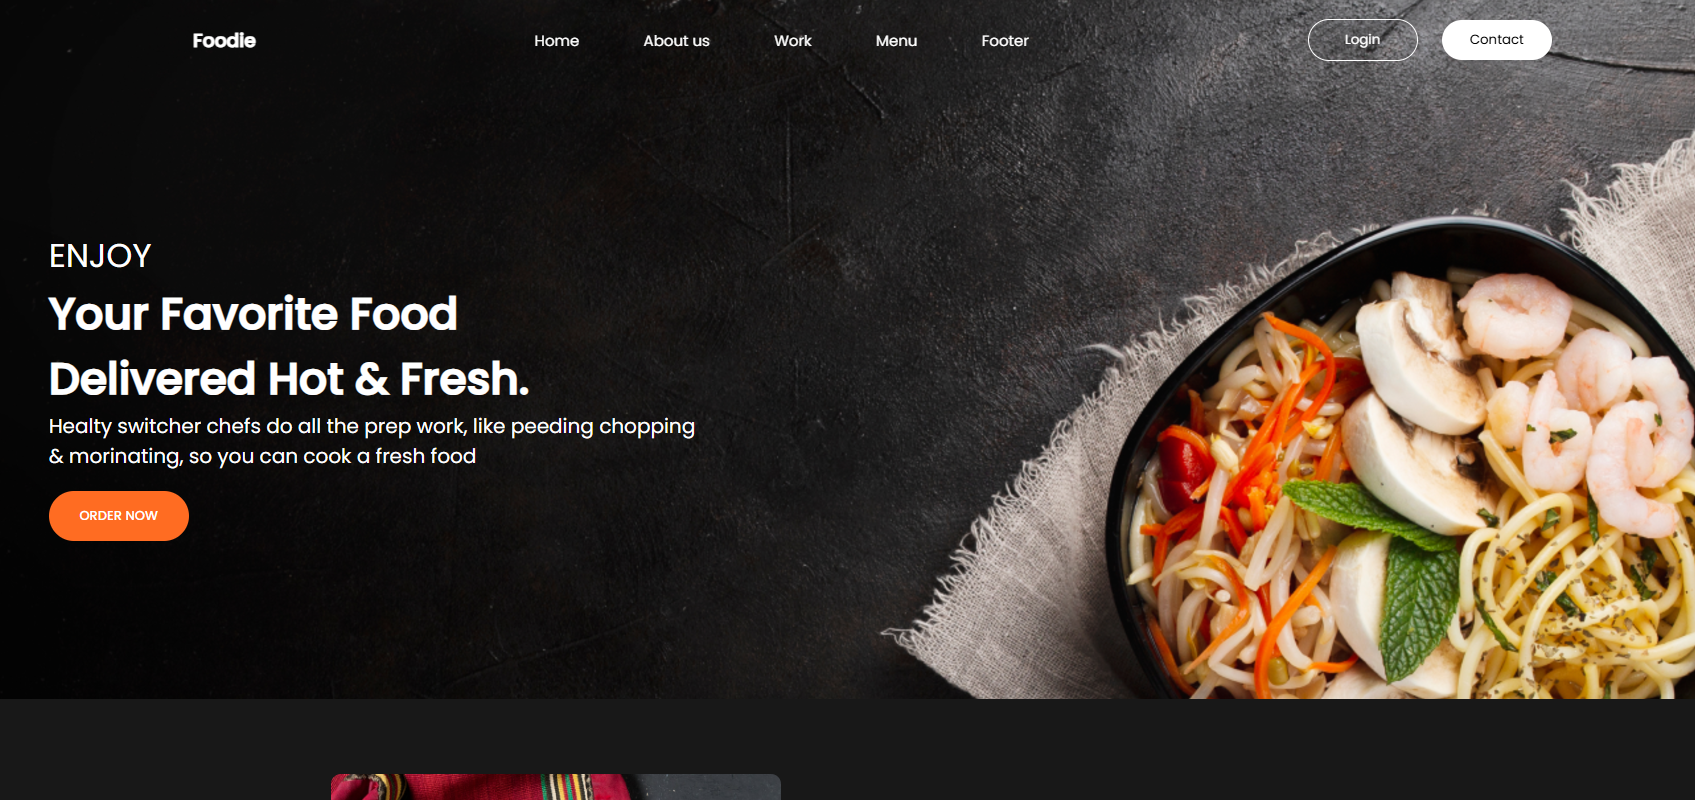 Foodie
Home
About us
Work
Menu
Footer
Login
Contact
ENJOY
Your Favorite Food
Delivered Hot & Fresh.
Healty switcher chefs do all the prep work, like peeding chopping
& morinating, so you can cook a fresh food
ORDER NOW